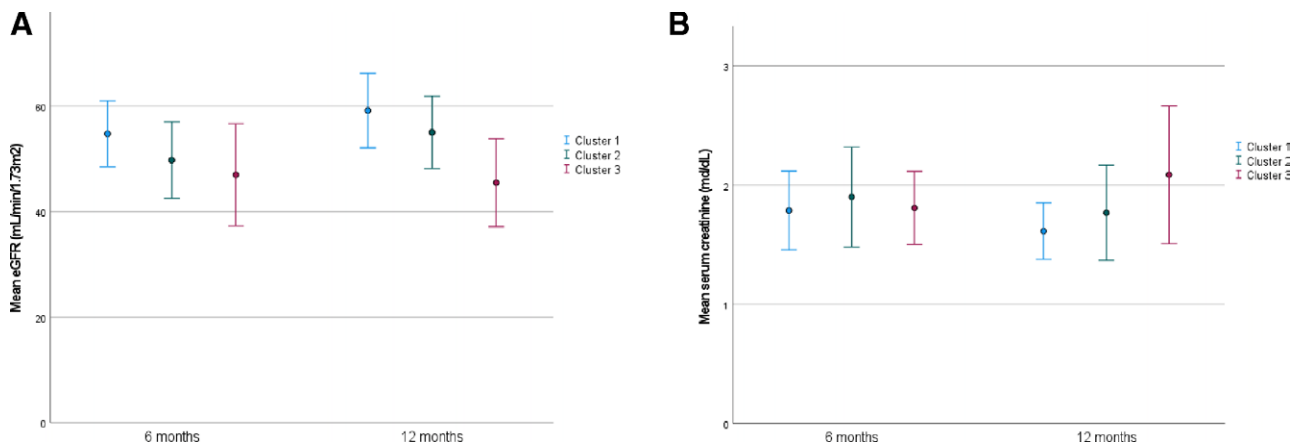 A
Mean eGFR (mL/min/1.73m2)
60
40
20
0
6 months
12 months
Cluster 1
Cluster 2
Cluster 3
B
Mean serum creatinine (md/dL)
3
2
1
0
6 months
12 months
Cluster 1
Cluster 2
Cluster 3